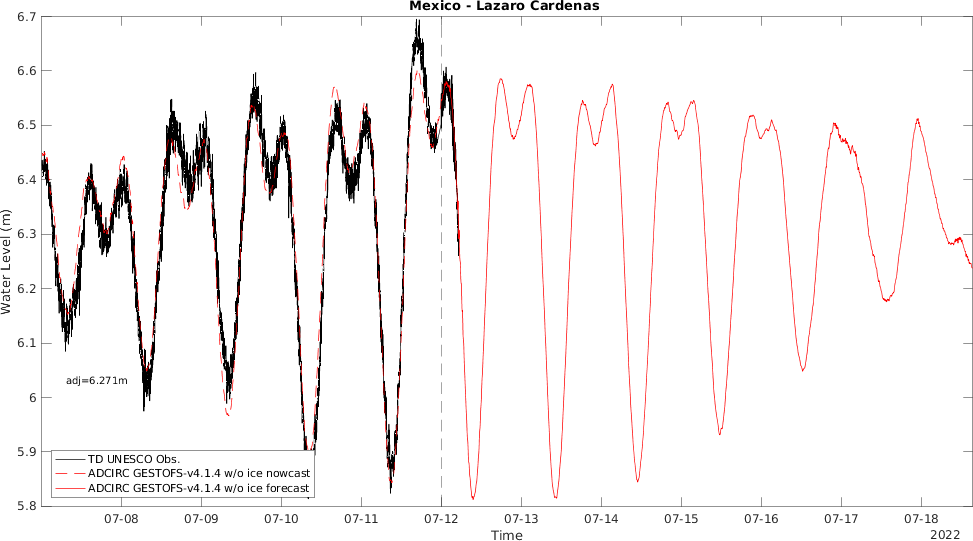 Mexico - Lazaro Cardenas
Water Level (m)
6.7
6.6
6.5
6.4
6.3
6.2
6.1
6
5.9
5.8
adj=6.271m
TD UNESCO Obs.
ADCIRC GESTOFS-v4.1.4 w/o ice nowcast
ADCIRC GESTOFS-v4.1.4 w/o ice forecast
07-08 07-09 07-10 07-11 07-12 07-13 07-14 07-15 07-16 07-17 07-18
Time
2022